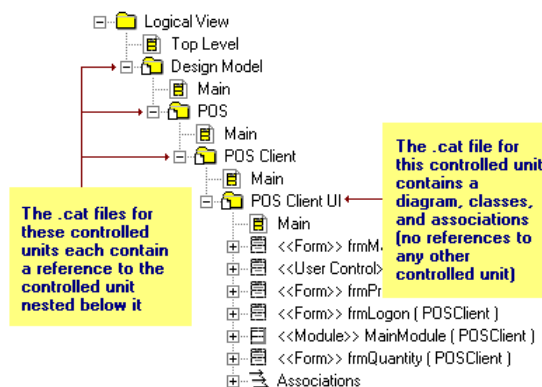 Logical View
Top Level
Design Model
Main
POS
Main
POS Client
Main
POS Client UI
Main
<<Form>>
<<User Control>
<<Form>>
<<Form>> frmLogon ( POSClient )
<<Module>> MainModule ( POSClient )
<<Form>> frmQuantity ( POSClient )
Associations
The .cat files for
these controlled
units each contain
a reference to the
controlled unit
nested below it
The .cat file for
this controlled unit
contains a
diagram, classes,
and associations
(no references to
any other
controlled unit)